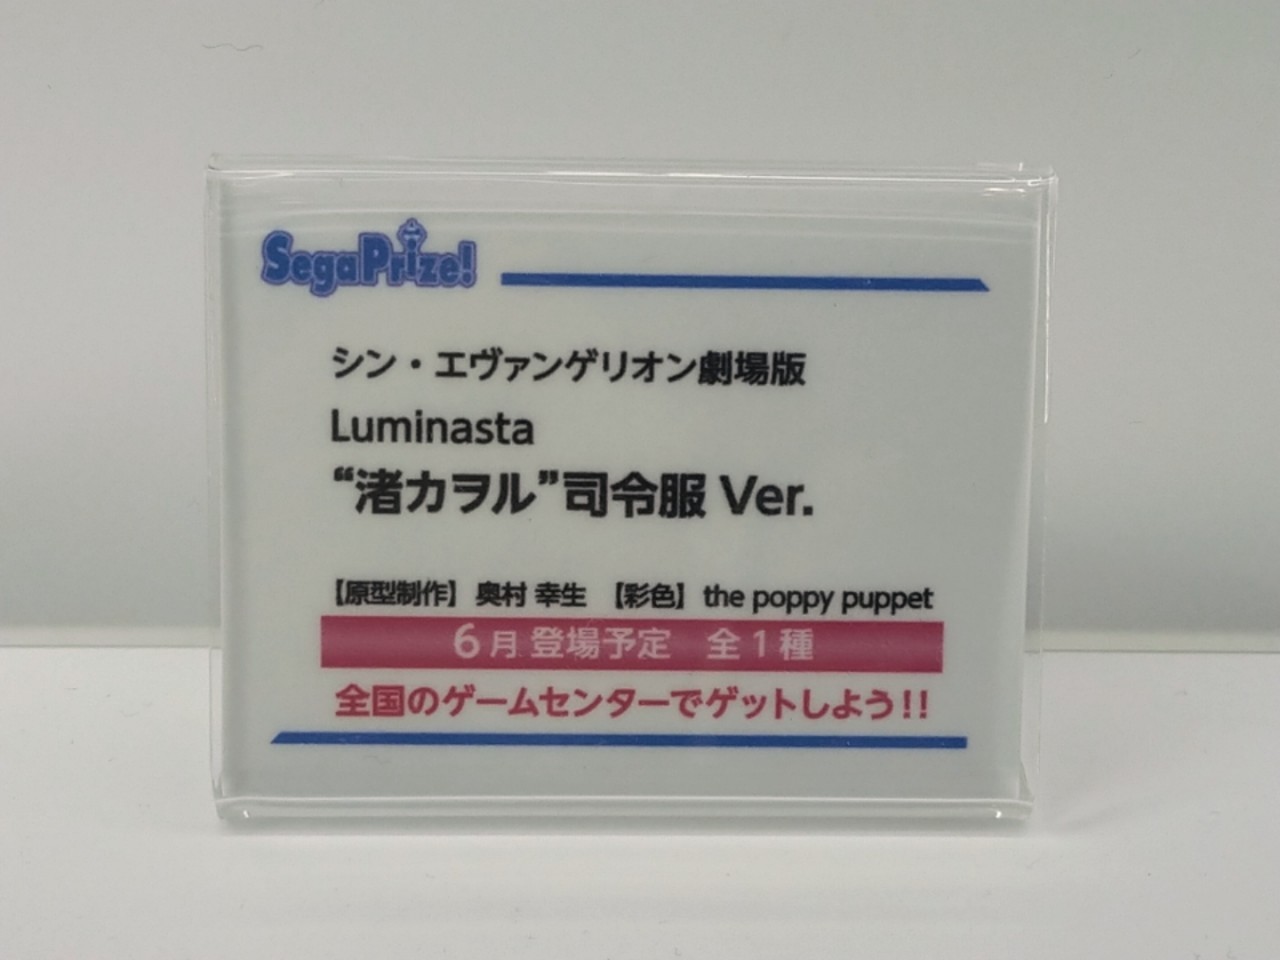 SegaPrize!
シン・エヴァンゲリオン劇場版
Luminasta
“渚カヲル”司令服 Ver.
【原型制作】 奥村 幸生 【彩色】 the poppy puppet
6月 登場予定 全1種
全国のゲームセンターでゲットしよう!!